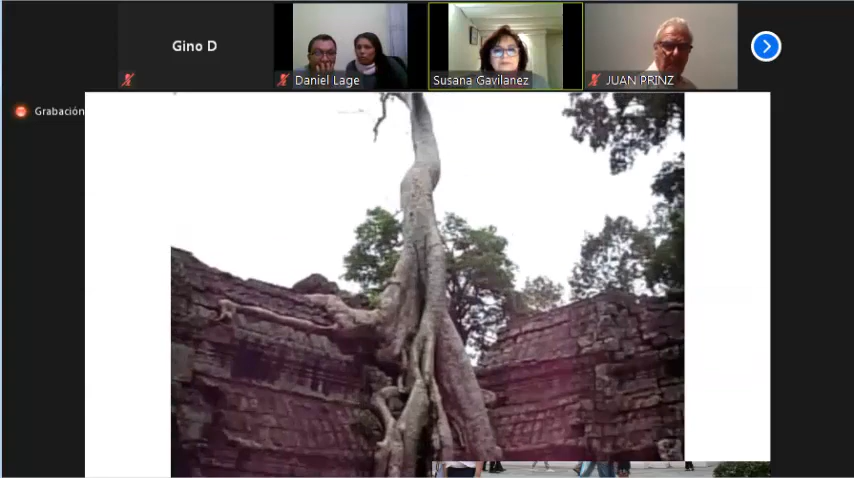 Gino D
Daniel Lage
Susana Gavilanez
JUAN PRINZ
Grabación